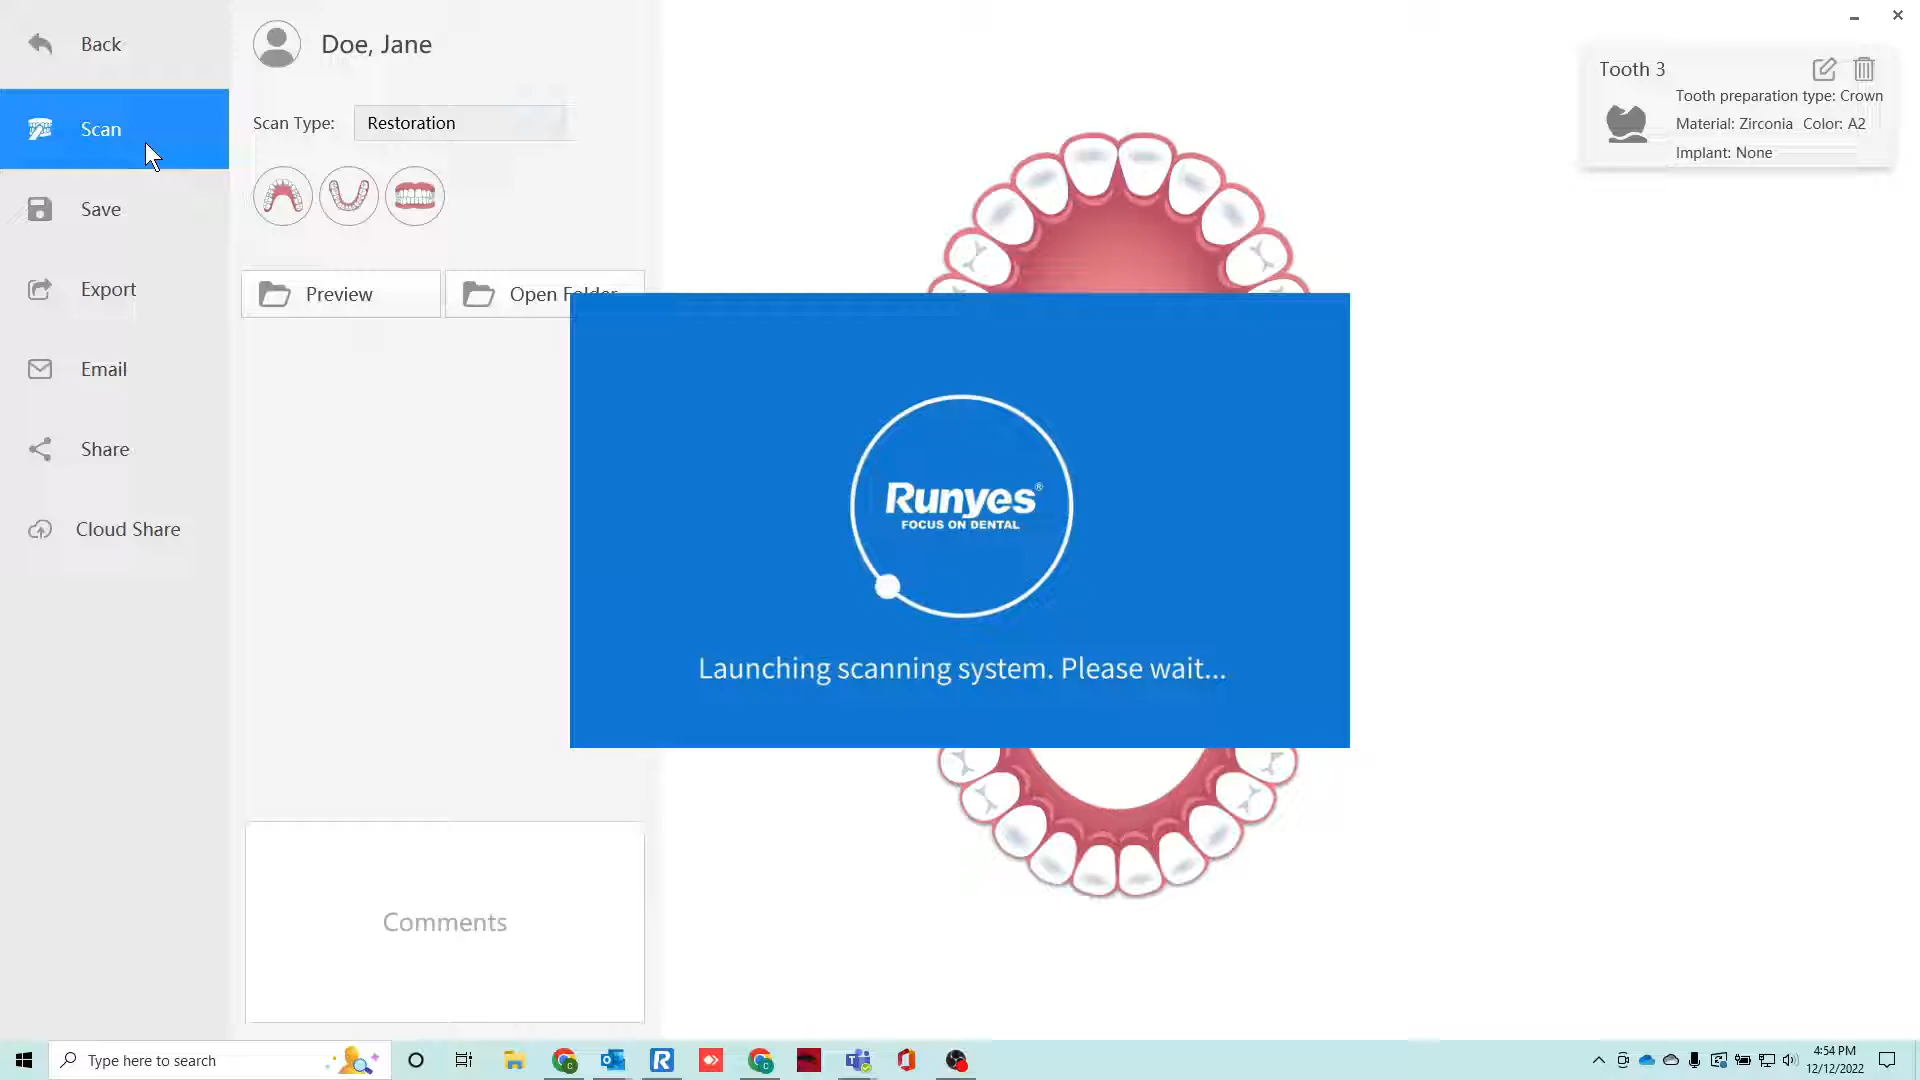 Back
Scan
Save
Export
Email
Share
Cloud Share
Doe, Jane
Scan Type:
Restoration
Preview
Open Folder
Comments
Runyes®
FOCUS ON DENTAL
Launching scanning system. Please wait...
Tooth 3
Tooth preparation type: Crown
Material: Zirconia Color: A2
Implant: None
Type here to search
4:54 PM
12/12/2022